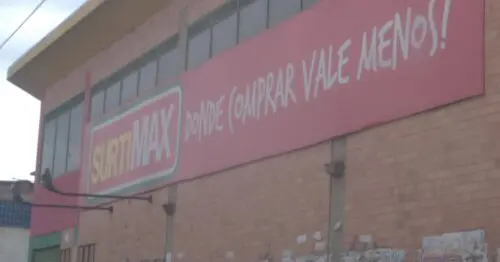 SURTIMAX
DONDE COMPRAR VALE MENOS!